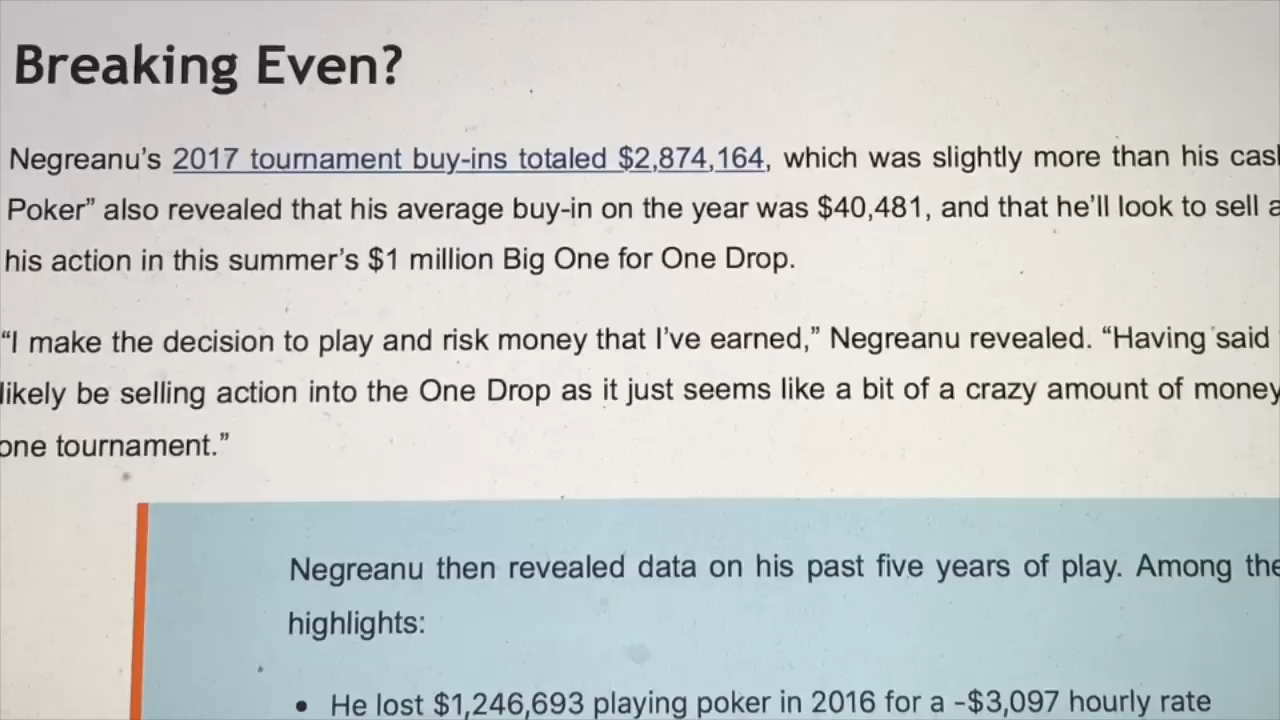 Breaking Even?
Negreanu’s 2017 tournament buy-ins totaled $2,874,164, which was slightly more than his
Poker” also revealed that his average buy-in on the year was $40,481, and that he’ll look to sell
his action in this summer’s $1 million Big One for One Drop.
“I make the decision to play and risk money that I’ve earned,” Negreanu revealed. “Having said
likely be selling action into the One Drop as it just seems like a bit of a crazy amount of money
one tournament.”
Negreanu then revealed data on his past five years of play. Among the
highlights:
• He lost $1,246,693 playing poker in 2016 for a -$3,097 hourly rate